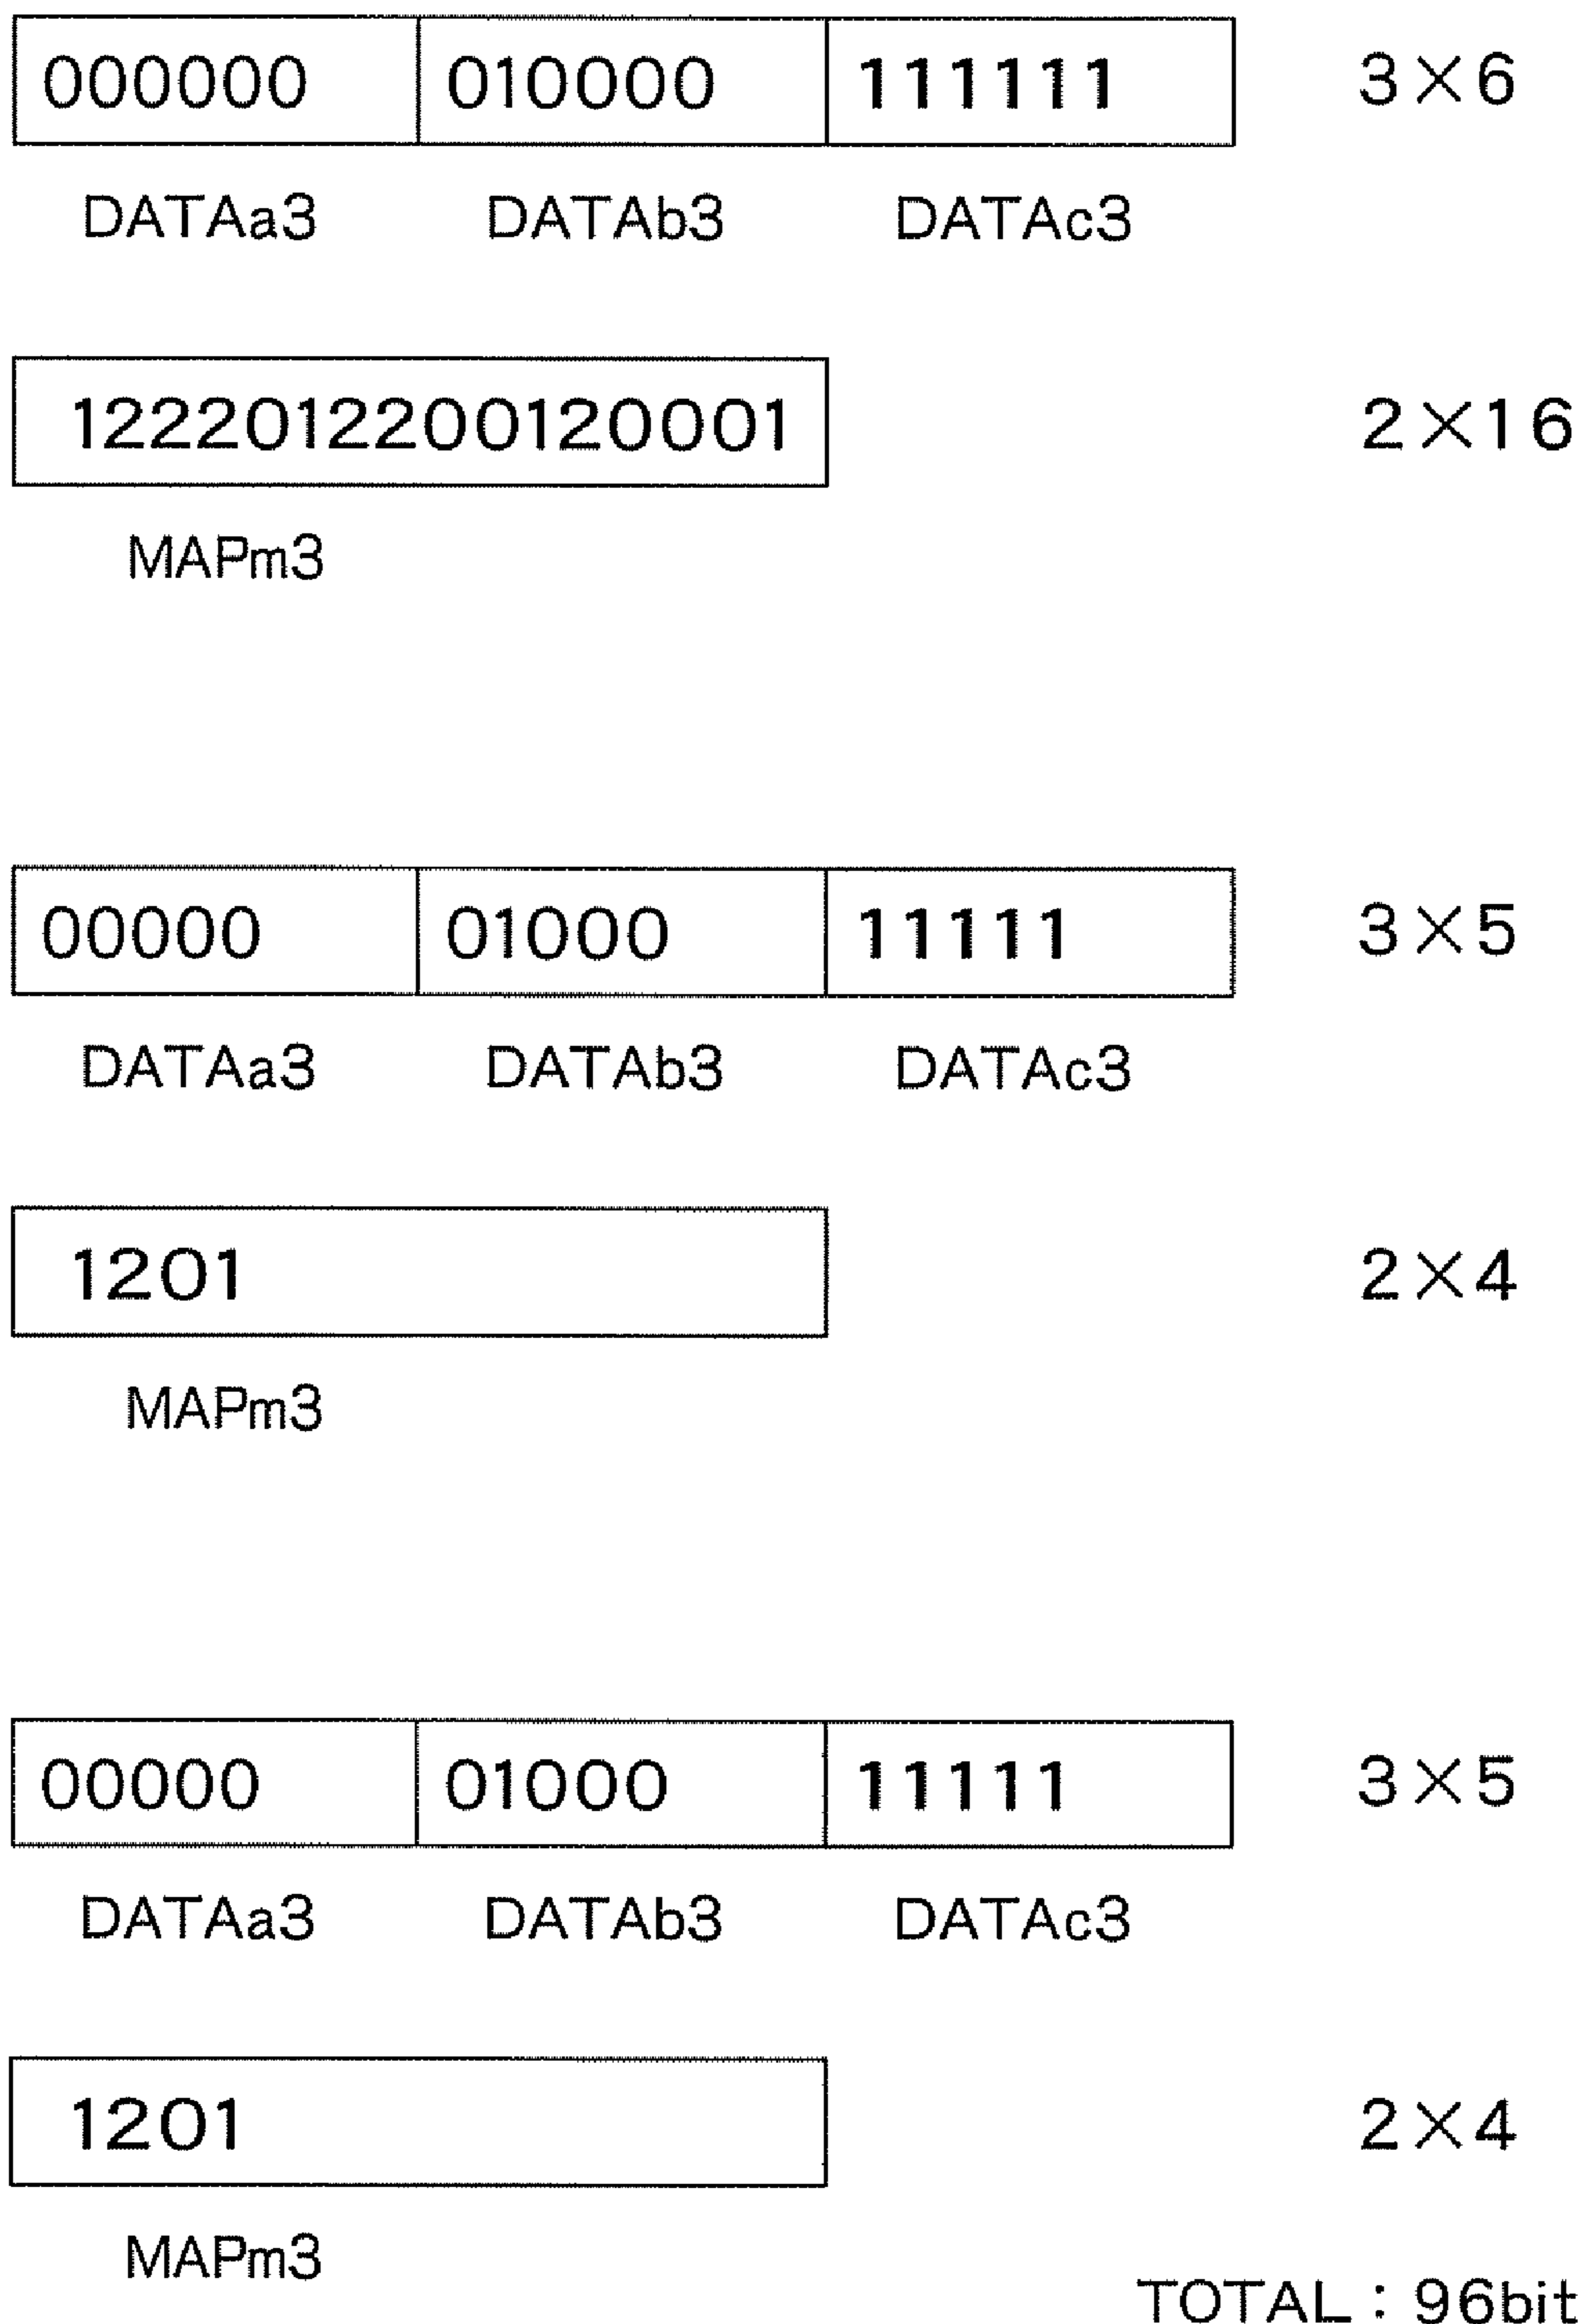 000000 010000 111111 3×6
DATAa3 DATAb3 DATAc3
1222012200120001 2×16
MAPm3
00000 01000 11111 3×5
DATAa3 DATAb3 DATAc3
1201 2×4
MAPm3
00000 01000 11111 3×5
DATAa3 DATAb3 DATAc3
1201 2×4
MAPm3
TOTAL : 96bit